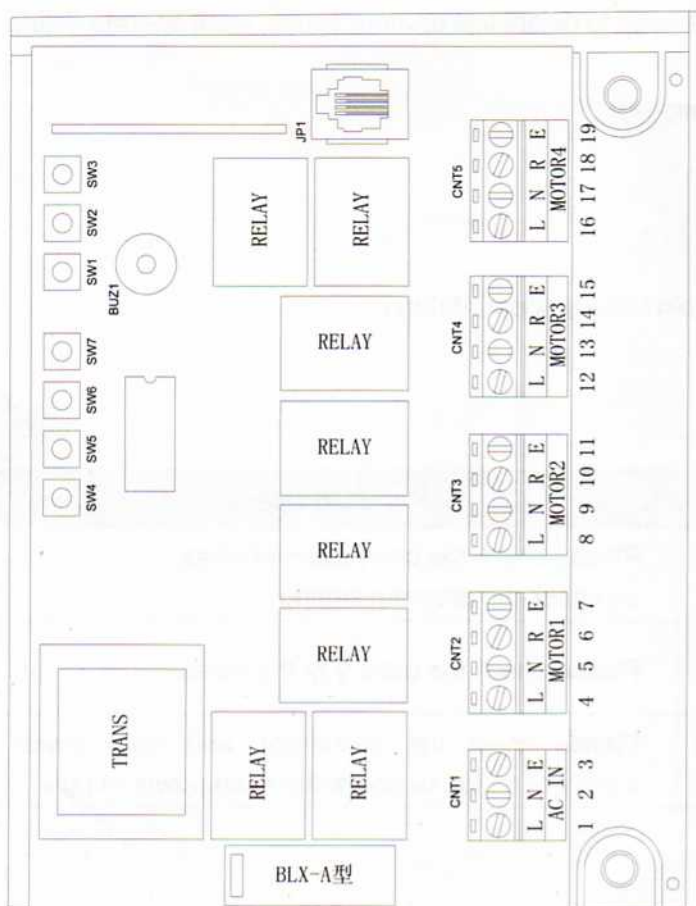 JP1
SW3
SW2
SW1
SW7
SW6
SW5
SW4
BUZ1
RELAY
RELAY
RELAY
RELAY
RELAY
RELAY
RELAY
RELAY
TRANS
BLX-A型
CNT5
L N R E
MOTOR4
16 17 18 19
CNT4
L N R E
MOTOR3
12 13 14 15
CNT3
L N R E
MOTOR2
8 9 10 11
CNT2
L N R E
MOTOR1
4 5 6 7
CNT1
L N E
AC IN
1 2 3